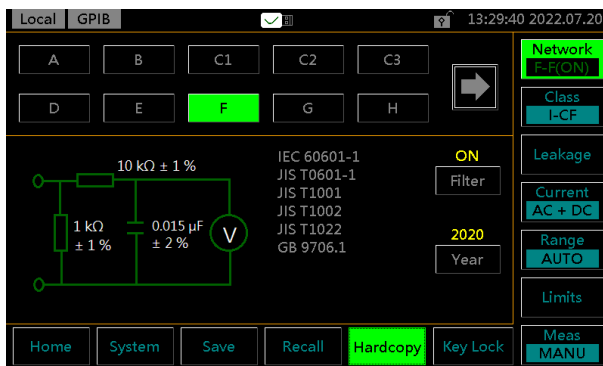 Local GPIB 13:29:40 2022.07.20
A B C1 C2 C3
D E F G H
Network
F-F(ON)
Class
I-CF
Leakage
Current
AC + DC
Range
AUTO
Limits
Meas
MANU
10 kΩ ± 1 %
1 kΩ
± 1 %
0.015 µF
± 2 %
V
IEC 60601-1
JIS T0601-1
JIS T1001
JIS T1002
JIS T1022
GB 9706.1
ON
Filter
2020
Year
Home System Save Recall Hardcopy Key Lock